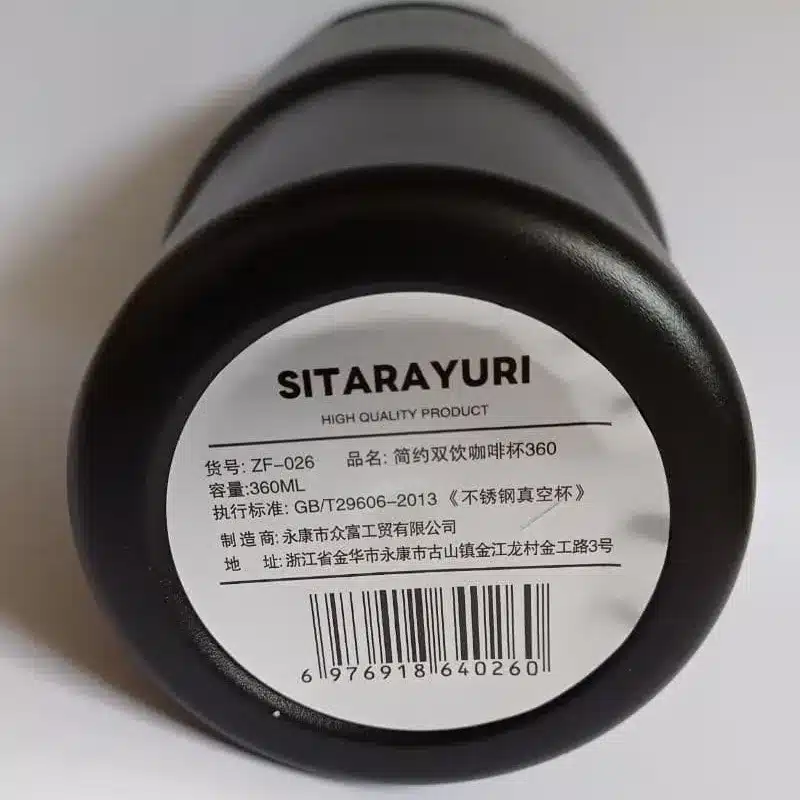 SITARAYURI
HIGH QUALITY PRODUCT
货号: ZF-026 品名: 简约双饮咖啡杯360
容量:360ML
执行标准: GB/T29606-2013《不锈钢真空杯》
制造商: 永康市众富工贸有限公司
地 址: 浙江省金华市永康市古山镇金江龙村金工路3号
6 976918 640260